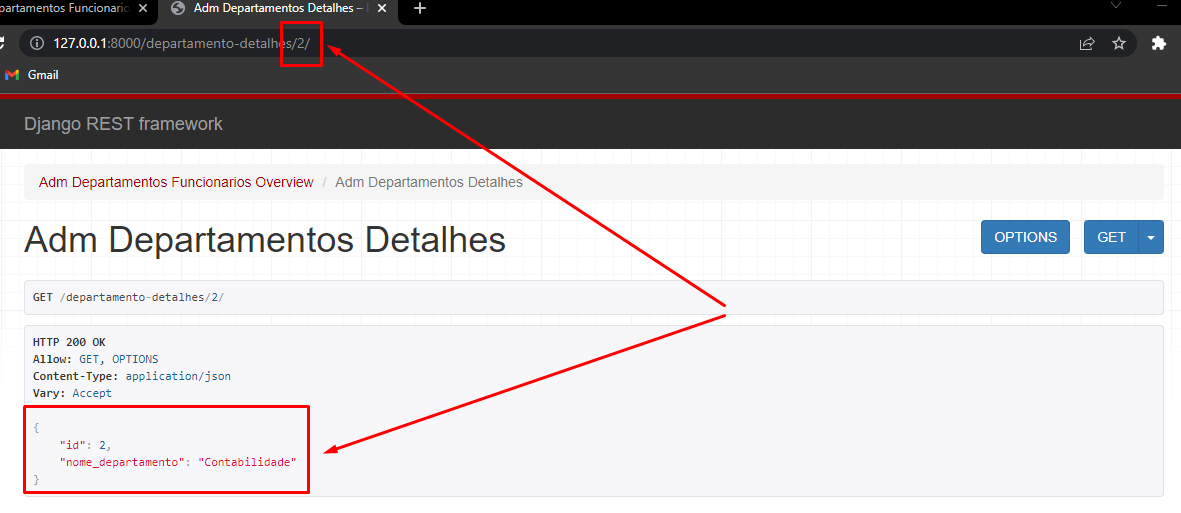 partamentos Funcionario
Adm Departamentos Detalhes –
127.0.0.1:8000/departamento-detalhes/2/
Gmail
Django REST framework
Adm Departamentos Funcionarios Overview / Adm Departamentos Detalhes
Adm Departamentos Detalhes
OPTIONS
GET
GET /departamento-detalhes/2/
HTTP 200 OK
Allow: GET, OPTIONS
Content-Type: application/json
Vary: Accept
{
"id": 2,
"nome_departamento": "Contabilidade"
}